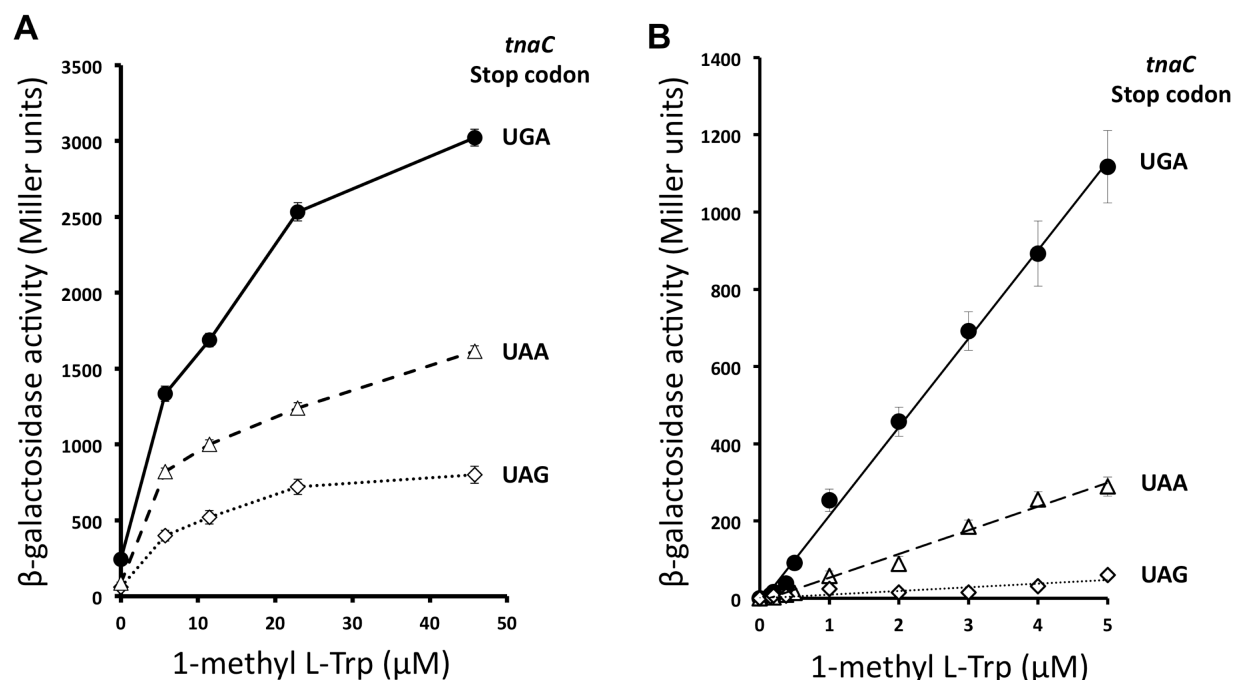 A
tnaC
Stop codon
β-galactosidase activity (Miller units)
3500
3000
2500
2000
1500
1000
500
0
UGA
UAA
UAG
0
10
20
30
40
50
1-methyl L-Trp (μM)
B
tnaC
Stop codon
β-galactosidase activity (Miller units)
1400
1200
1000
800
600
400
200
0
UGA
UAA
UAG
0
1
2
3
4
5
1-methyl L-Trp (μM)